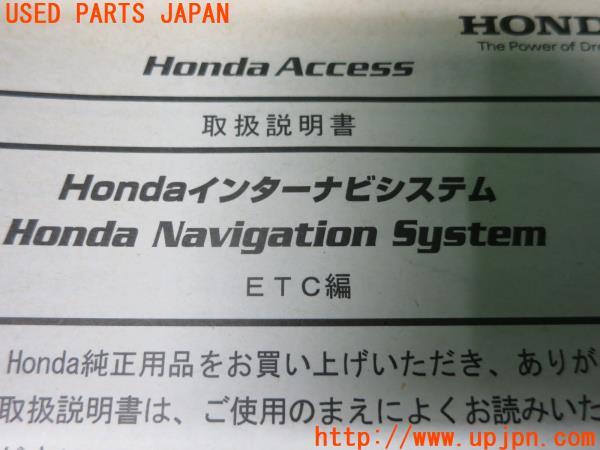 USED PARTS JAPAN
HOND
The Power of Dre
Honda Access
取扱説明書
Hondaインターナビシステム
Honda Navigation System
ETC編
Honda純正用品をお買い上げいただき、ありが
取扱説明書は、ご使用のまえによくお読みいた
http://www.upjpn.com/